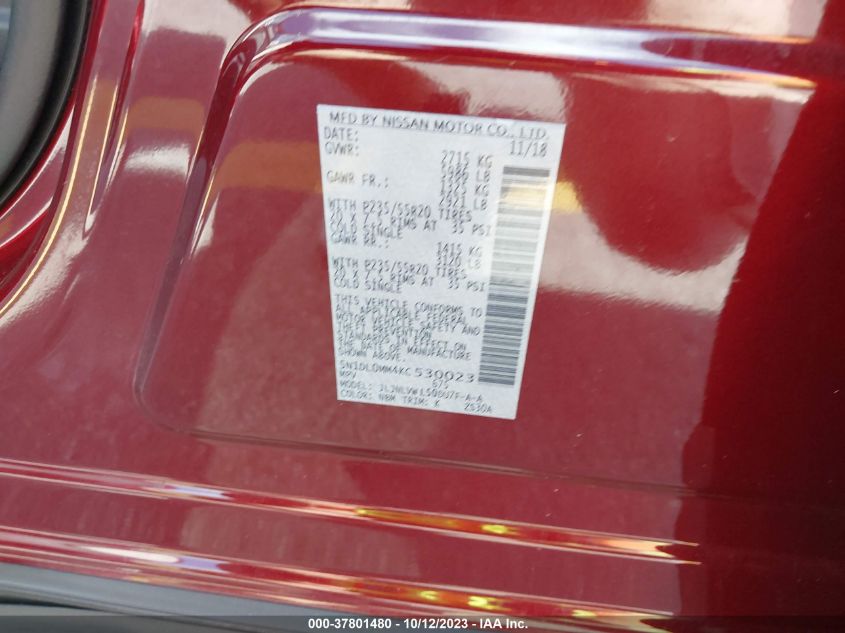 MFD BY NISSAN MOTOR CO., LTD.
DATE: 11/18
GVWR: 2715 KG
5986 LB
GAWR FR.: 1325 KG
2921 LB
WITH P235/55R20 TIRES
20 X 7.5 RIMS AT 35 PSI
COLD SINGLE
GAWR RR.: 1415 KG
3120 LB
WITH P235/55R20 TIRES
20 X 7.5 RIMS AT 35 PSI
COLD SINGLE
THIS VEHICLE CONFORMS TO
ALL APPLICABLE FEDERAL
MOTOR VEHICLE SAFETY AND
THEFT PREVENTION
STANDARDS IN EFFECT ON
THE DATE OF MANUFACTURE
SHOWN ABOVE.
5N1DL0MM4KC530023
MPV 675
MODEL: JLJNLVWL50BU7F-A-A
COLOR: NBM TRIM: K 2530A
000-37801480 - 10/12/2023 - IAA Inc.